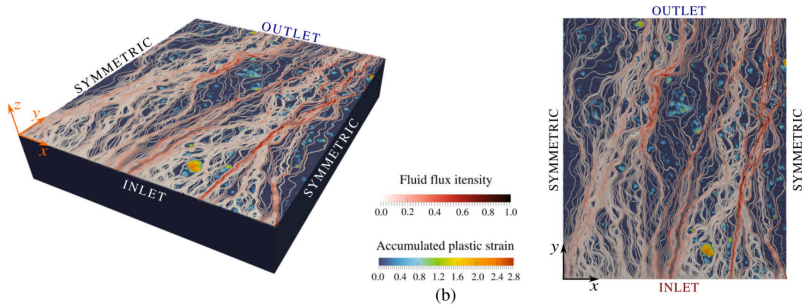 OUTLET
SYMMETRIC
z
y
x
INLET
SYMMETRIC
Fluid flux itensity
0.0 0.2 0.4 0.6 0.8 1.0
Accumulated plastic strain
0.0 0.4 0.8 1.2 1.6 2.0 2.4 2.8
(b)
OUTLET
SYMMETRIC
SYMMETRIC
y
x
INLET